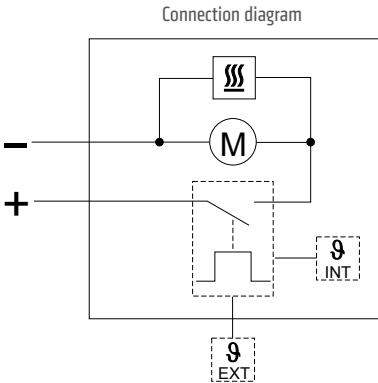 Connection diagram
−
M
+
ϑ
INT
ϑ
EXT